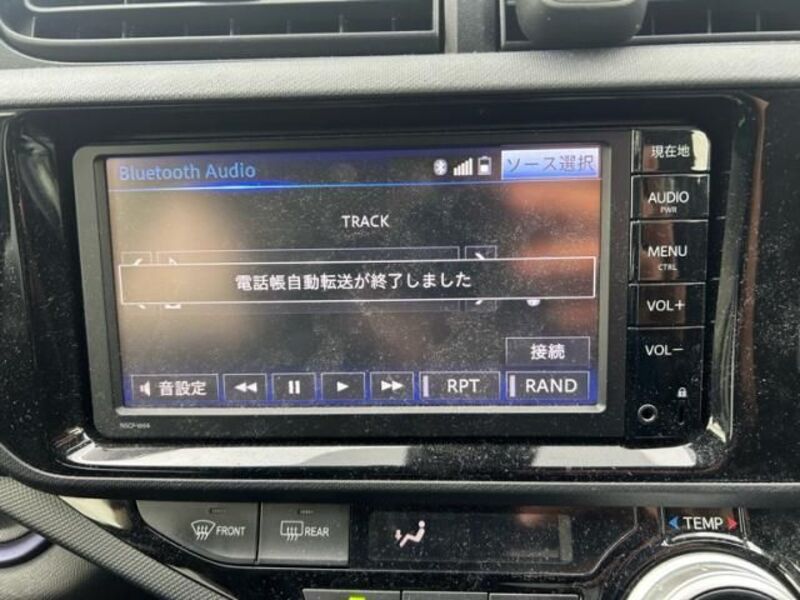 Bluetooth Audio
ソース選択
TRACK
電話帳自動転送が終了しました
接続
音設定
RPT
RAND
現在地
AUDIO
PWR
MENU
CTRL
VOL+
VOL−
FRONT
REAR
TEMP